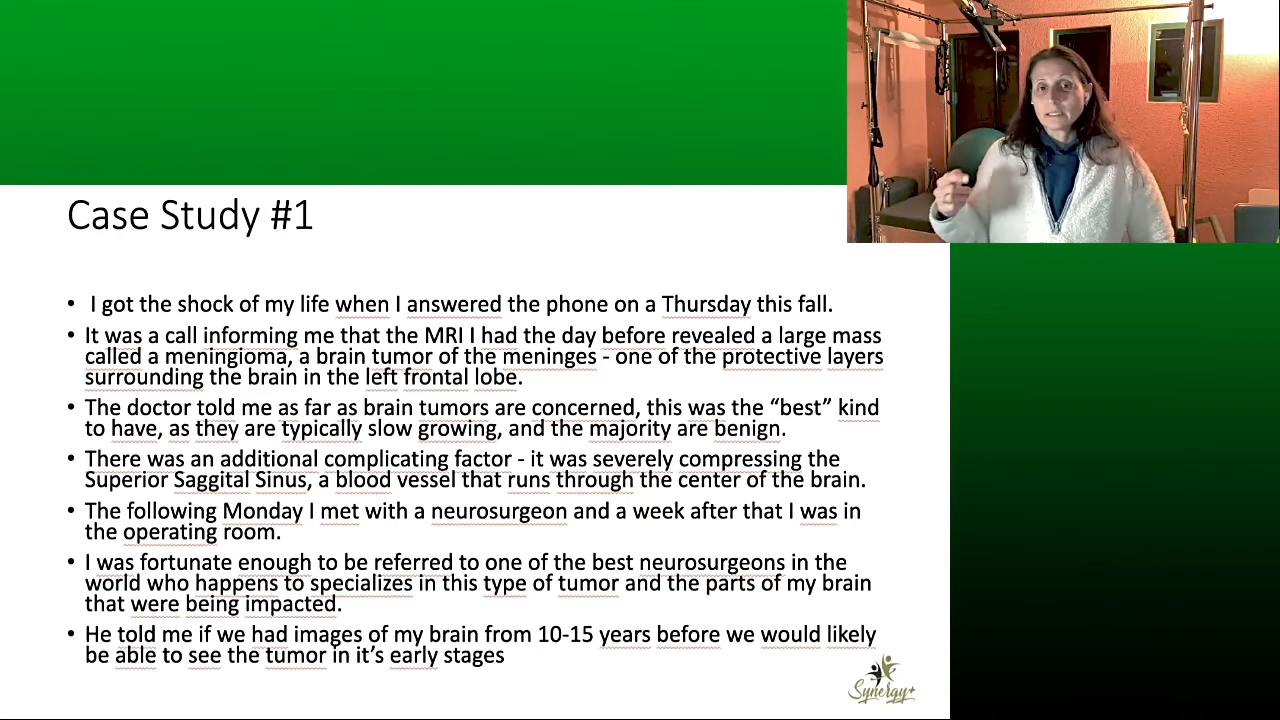 Case Study #1
• I got the shock of my life when I answered the phone on a Thursday this fall.
• It was a call informing me that the MRI I had the day before revealed a large mass
called a meningioma, a brain tumor of the meninges - one of the protective layers
surrounding the brain in the left frontal lobe.
• The doctor told me as far as brain tumors are concerned, this was the “best” kind
to have, as they are typically slow growing, and the majority are benign.
• There was an additional complicating factor - it was severely compressing the
Superior Saggital Sinus, a blood vessel that runs through the center of the brain.
• The following Monday I met with a neurosurgeon and a week after that I was in
the operating room.
• I was fortunate enough to be referred to one of the best neurosurgeons in the
world who happens to specializes in this type of tumor and the parts of my brain
that were being impacted.
• He told me if we had images of my brain from 10-15 years before we would likely
be able to see the tumor in it’s early stages
Synergy+